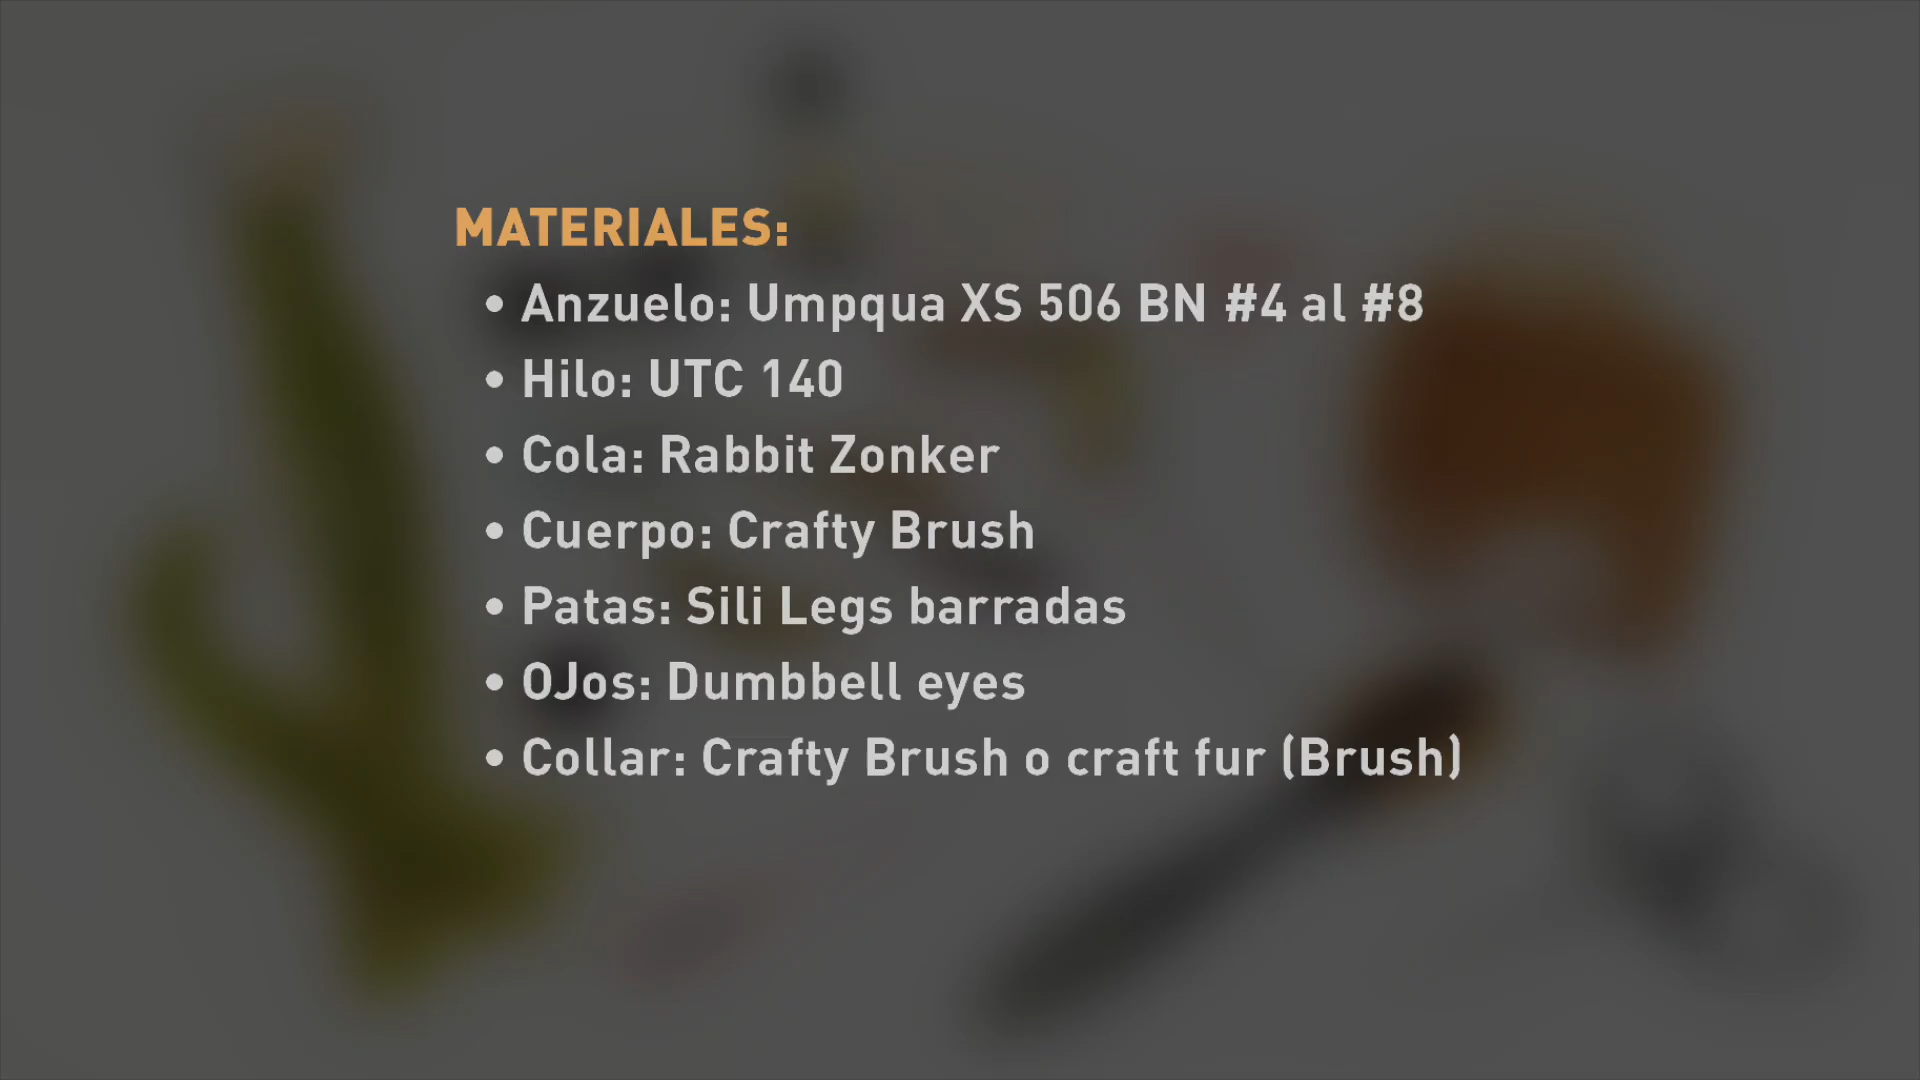 MATERIALES:
• Anzuelo: Umpqua XS 506 BN #4 al #8
• Hilo: UTC 140
• Cola: Rabbit Zonker
• Cuerpo: Crafty Brush
• Patas: Sili Legs barradas
• OJos: Dumbbell eyes
• Collar: Crafty Brush o craft fur (Brush)